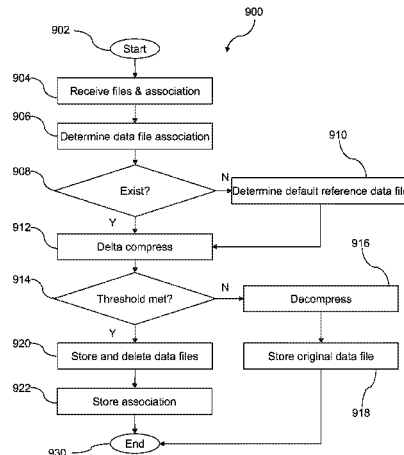 900
902
Start
904
Receive files & association
906
Determine data file association
908
Exist?
N
910
Determine default reference data file
Y
912
Delta compress
914
Threshold met?
N
916
Decompress
Y
920
Store and delete data files
Store original data file
918
922
Store association
End
930